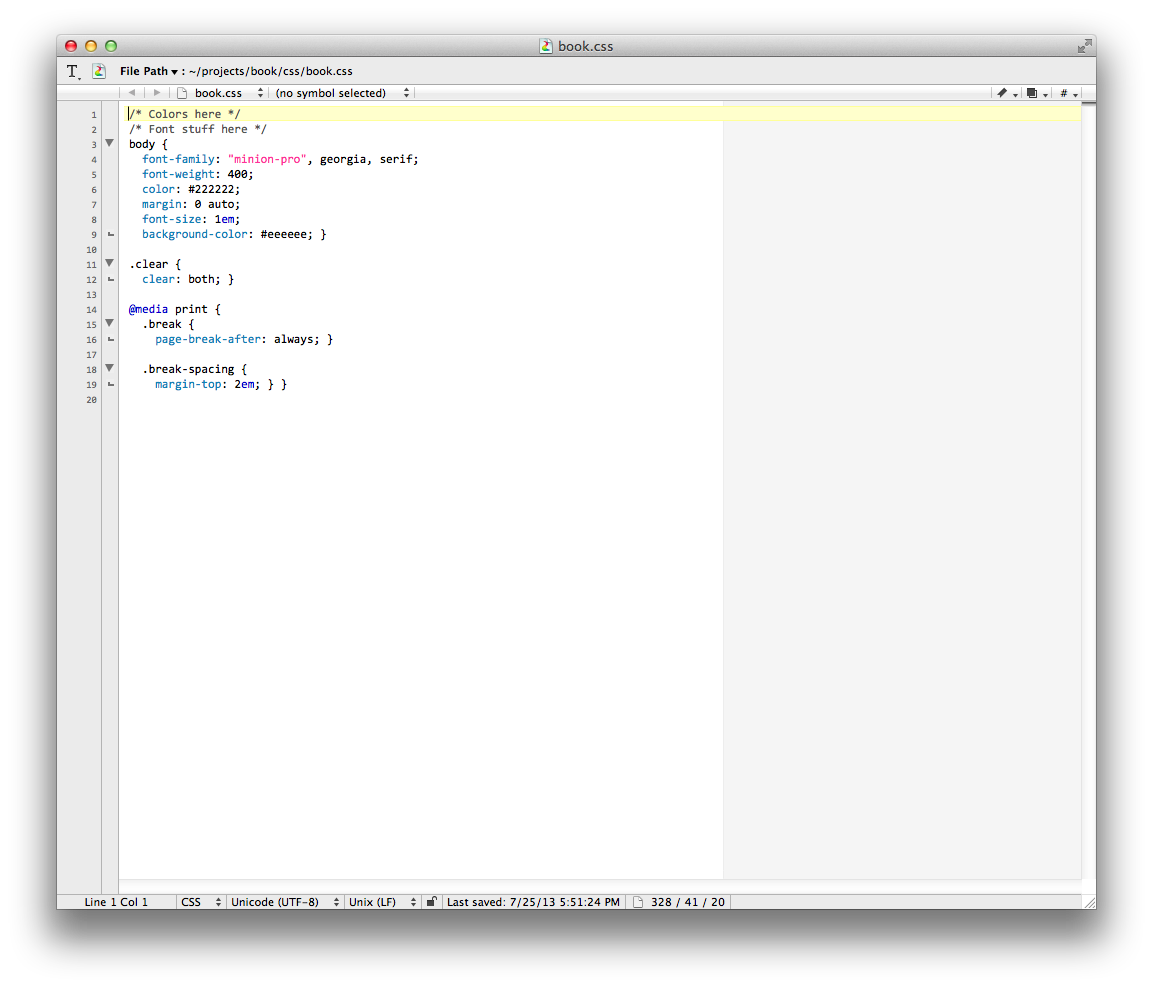 book.css
T File Path : ~/projects/book/css/book.css
book.css (no symbol selected) #
1 /* Colors here */
2 /* Font stuff here */
3 body {
4   font-family: "minion-pro", georgia, serif;
5   font-weight: 400;
6   color: #222222;
7   margin: 0 auto;
8   font-size: 1em;
9   background-color: #eeeeee; }
10
11 .clear {
12   clear: both; }
13
14 @media print {
15   .break {
16     page-break-after: always; }
17
18   .break-spacing {
19     margin-top: 2em; } }
20
Line 1 Col 1 CSS Unicode (UTF-8) Unix (LF) Last saved: 7/25/13 5:51:24 PM 328 / 41 / 20